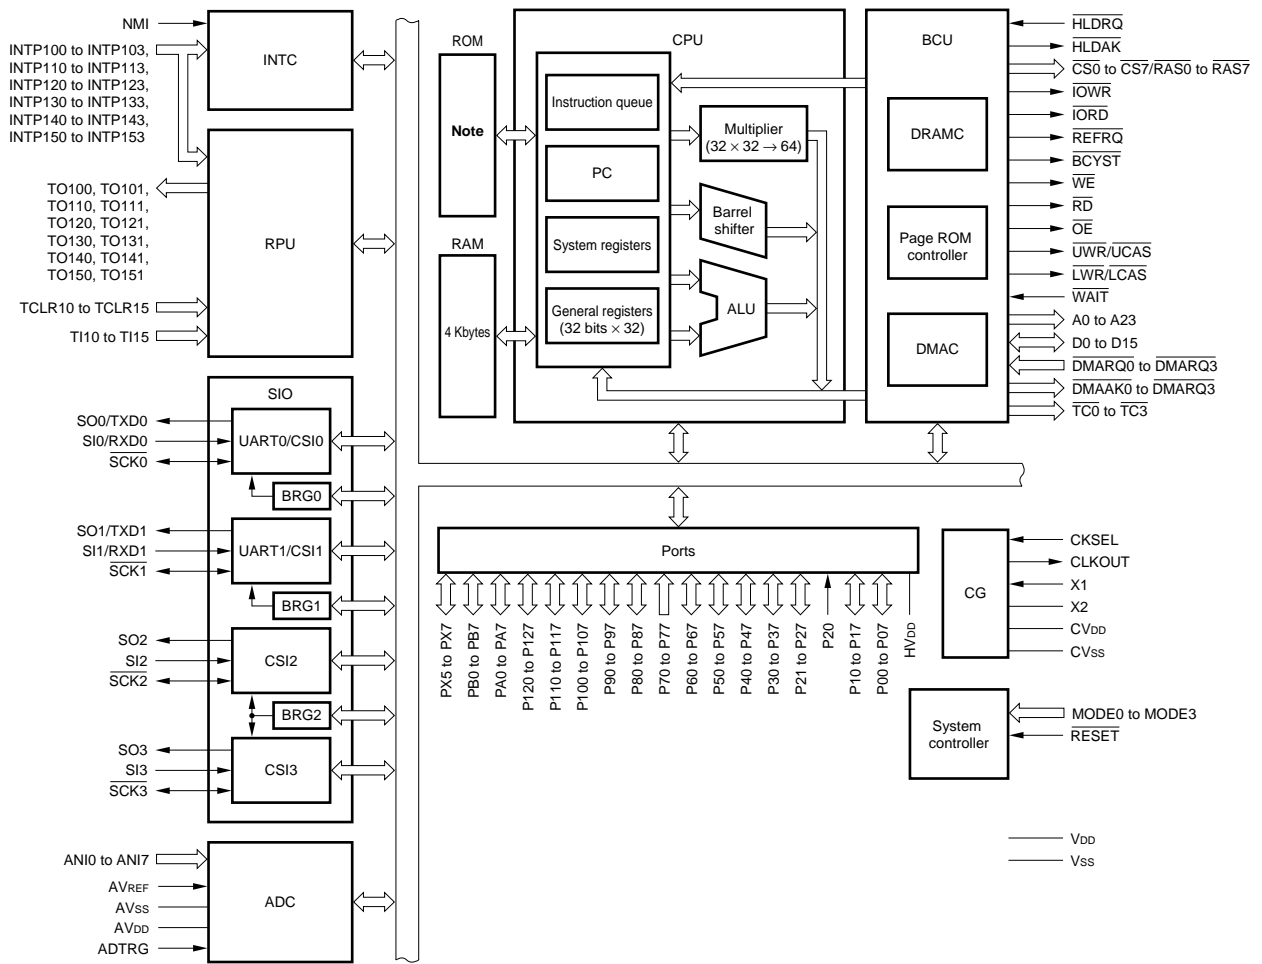 NMI
INTP100 to INTP103,
INTP110 to INTP113,
INTP120 to INTP123,
INTP130 to INTP133,
INTP140 to INTP143,
INTP150 to INTP153
INTC
TO100, TO101,
TO110, TO111,
TO120, TO121,
TO130, TO131,
TO140, TO141,
TO150, TO151
RPU
TCLR10 to TCLR15
TI10 to TI15
SIO
SO0/TXD0
SI0/RXD0
SCK0
UART0/CSI0
BRG0
SO1/TXD1
SI1/RXD1
SCK1
UART1/CSI1
BRG1
SO2
SI2
SCK2
CSI2
BRG2
SO3
SI3
SCK3
CSI3
ANI0 to ANI7
AVREF
AVSS
AVDD
ADTRG
ADC
ROM
Note
RAM
4 Kbytes
CPU
Instruction queue
PC
System registers
General registers
(32 bits × 32)
Multiplier
(32 × 32 → 64)
Barrel
shifter
ALU
BCU
DRAMC
Page ROM
controller
DMAC
HLDRQ
HLDAK
CS0 to CS7/RAS0 to RAS7
IOWR
IORD
REFRQ
BCYST
WE
RD
OE
UWR/UCAS
LWR/LCAS
WAIT
A0 to A23
D0 to D15
DMARQ0 to DMARQ3
DMAAK0 to DMARQ3
TC0 to TC3
Ports
PX5 to PX7
PB0 to PB7
PA0 to PA7
P120 to P127
P110 to P117
P100 to P107
P90 to P97
P80 to P87
P70 to P77
P60 to P67
P50 to P57
P40 to P47
P30 to P37
P21 to P27
P20
P10 to P17
P00 to P07
HVDD
CG
CKSEL
CLKOUT
X1
X2
CVDD
CVSS
System
controller
MODE0 to MODE3
RESET
VDD
VSS